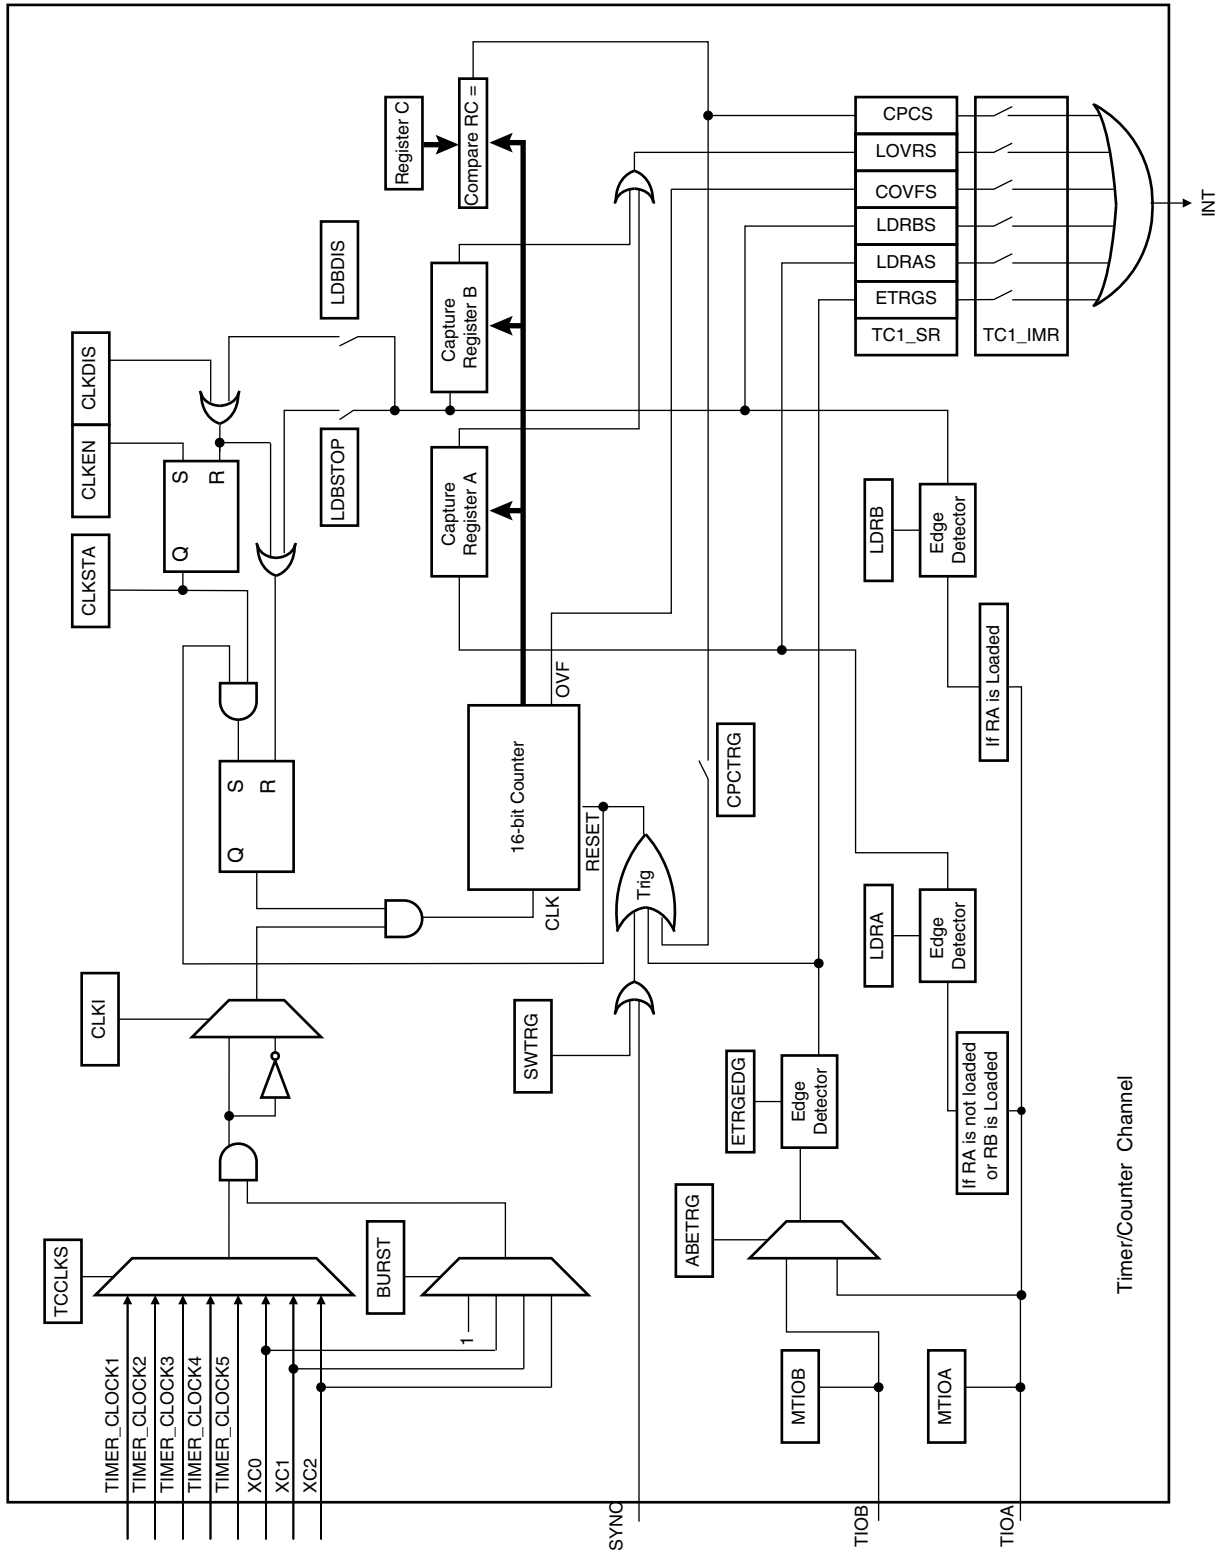 TCCLKS
TIMER_CLOCK1
TIMER_CLOCK2
TIMER_CLOCK3
TIMER_CLOCK4
TIMER_CLOCK5
XC0
XC1
XC2
BURST
1
CLKI
CLKSTA
CLKEN
CLKDIS
Q
S
R
Q
S
R
LDBSTOP
LDBDIS
SYNC
SWTRG
CLK
16-bit Counter
OVF
RESET
Trig
Capture
Register A
Capture
Register B
Register C
Compare RC =
CPCTRG
TIOB
MTIOB
TIOA
MTIOA
ABETRG
ETRGEDG
Edge
Detector
LDRA
Edge
Detector
If RA is not loaded
or RB is Loaded
LDRB
Edge
Detector
If RA is Loaded
CPCS
LOVRS
COVFS
LDRBS
LDRAS
ETRGS
TC1_SR
TC1_IMR
INT
Timer/Counter Channel